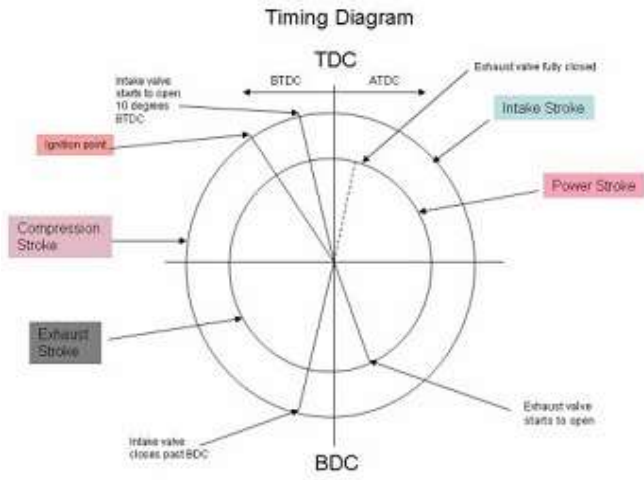 Timing Diagram
TDC
BTDC
ATDC
Intake valve
starts to open
10 degrees
BTDC
Exhaust valve fully closed
Intake Stroke
Ignition point
Power Stroke
Compression
Stroke
Exhaust
Stroke
Exhaust valve
starts to open
Intake valve
closes past BDC
BDC